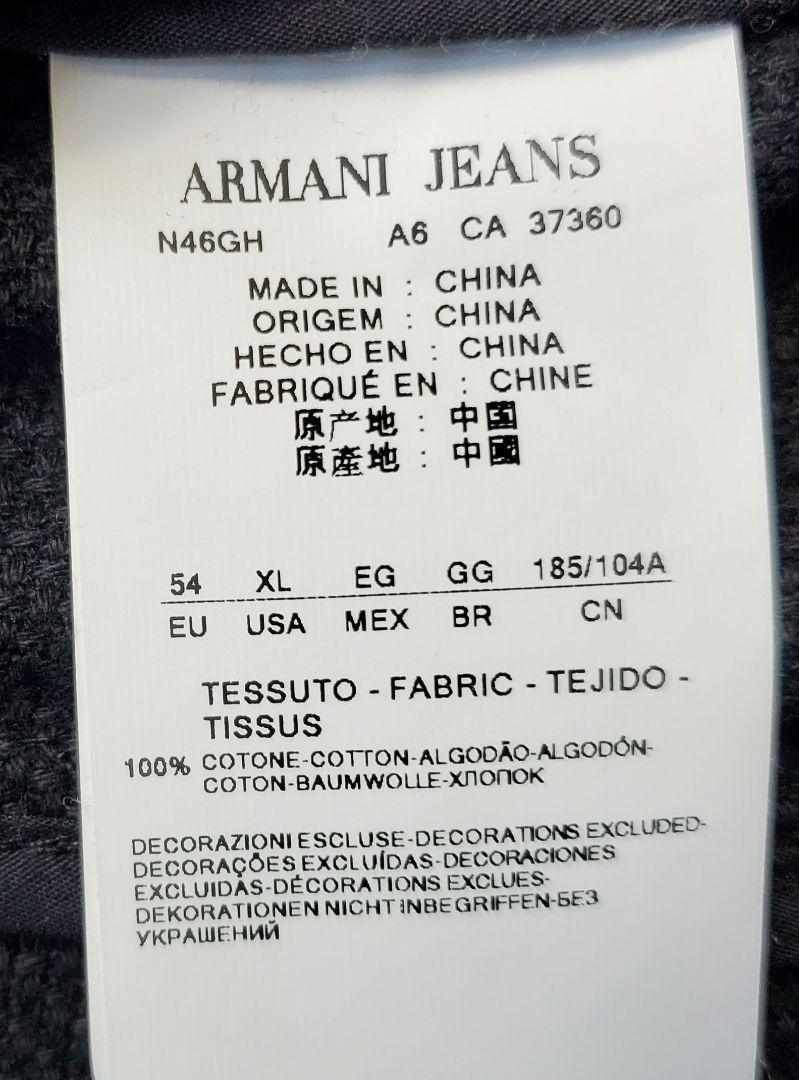 ARMANI JEANS
N46GH A6 CA 37360
MADE IN : CHINA
ORIGEM : CHINA
HECHO EN : CHINA
FABRIQUÉ EN : CHINE
原产地 : 中国
原產地 : 中國
54 XL EG GG 185/104A
EU USA MEX BR CN
TESSUTO - FABRIC - TEJIDO -
TISSUS
100% COTONE-COTTON-ALGODÃO-ALGODÓN-
COTON-BAUMWOLLE-ХЛОПОК
DECORAZIONI ESCLUSE-DECORATIONS EXCLUDED-
DECORAÇÕES EXCLUÍDAS-DECORACIONES
EXCLUIDAS-DÉCORATIONS EXCLUES-
DEKORATIONEN NICHT INBEGRIFFEN-БЕЗ
УКРАШЕНИЙ